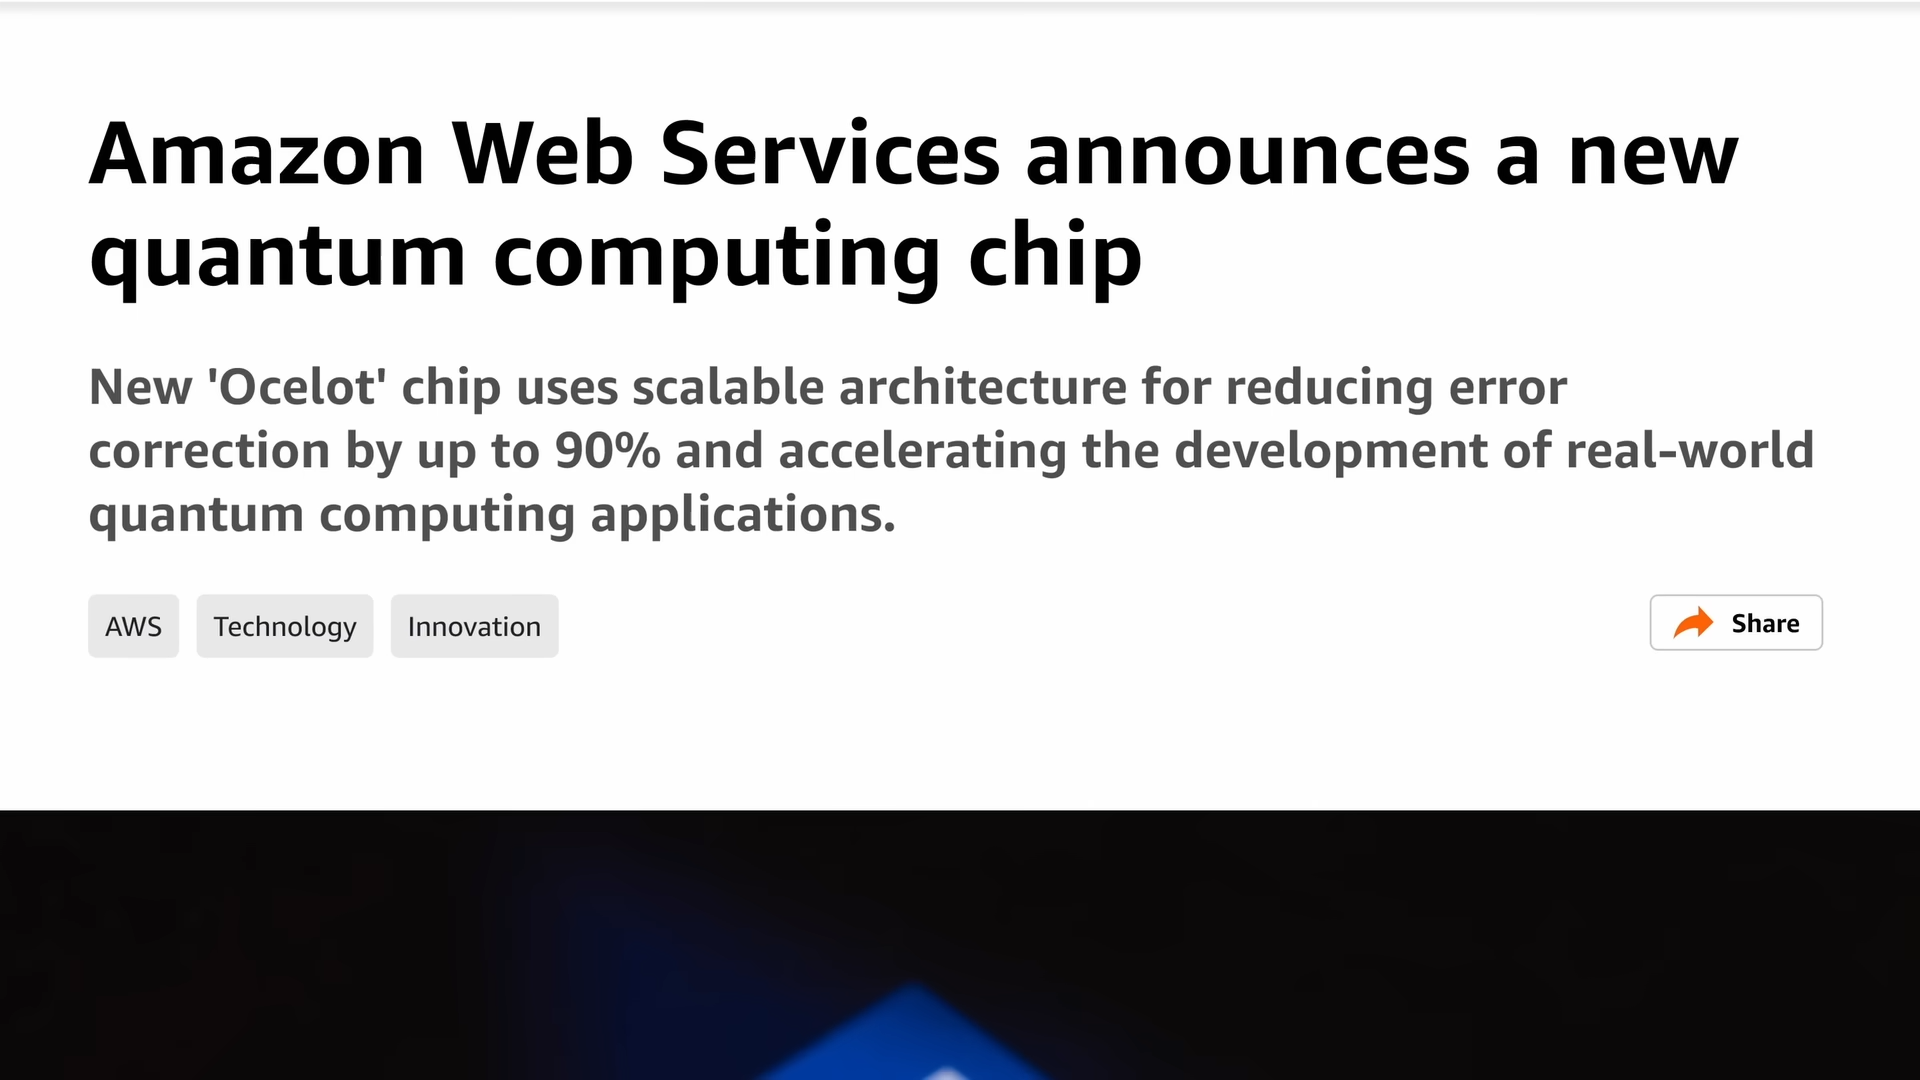 Amazon Web Services announces a new
quantum computing chip
New 'Ocelot' chip uses scalable architecture for reducing error
correction by up to 90% and accelerating the development of real-world
quantum computing applications.
AWS
Technology
Innovation
Share